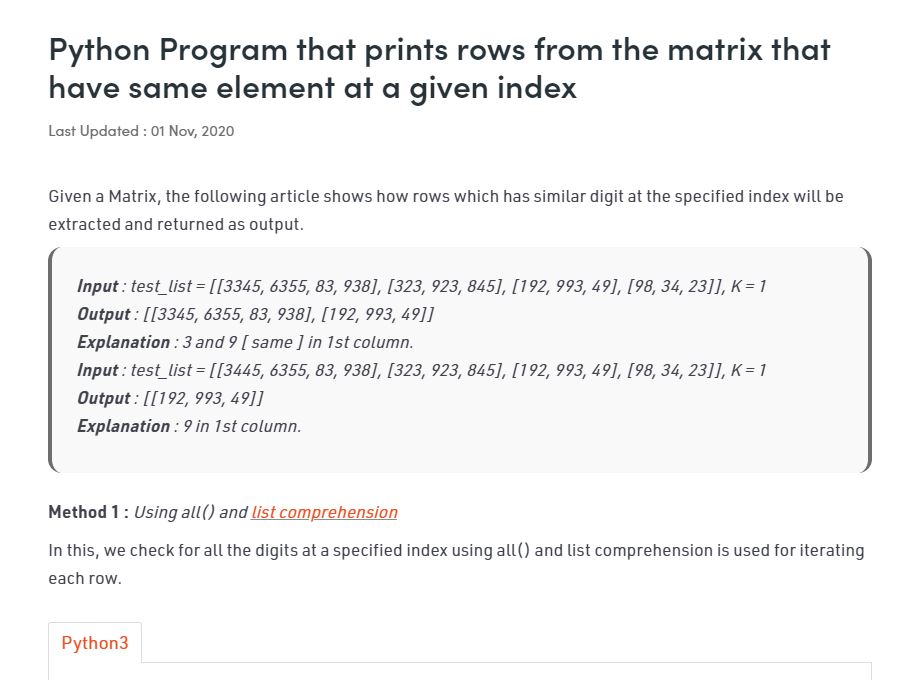 Python Program that prints rows from the matrix that
have same element at a given index
Last Updated : 01 Nov, 2020
Given a Matrix, the following article shows how rows which has similar digit at the specified index will be
extracted and returned as output.
Input : test_list = [[3345, 6355, 83, 938], [323, 923, 845], [192, 993, 49], [98, 34, 23]], K = 1
Output : [[3345, 6355, 83, 938], [192, 993, 49]]
Explanation : 3 and 9 [ same ] in 1st column.
Input : test_list = [[3445, 6355, 83, 938], [323, 923, 845], [192, 993, 49], [98, 34, 23]], K = 1
Output : [[192, 993, 49]]
Explanation : 9 in 1st column.
Method 1 : Using all() and list comprehension
In this, we check for all the digits at a specified index using all() and list comprehension is used for iterating
each row.
Python3